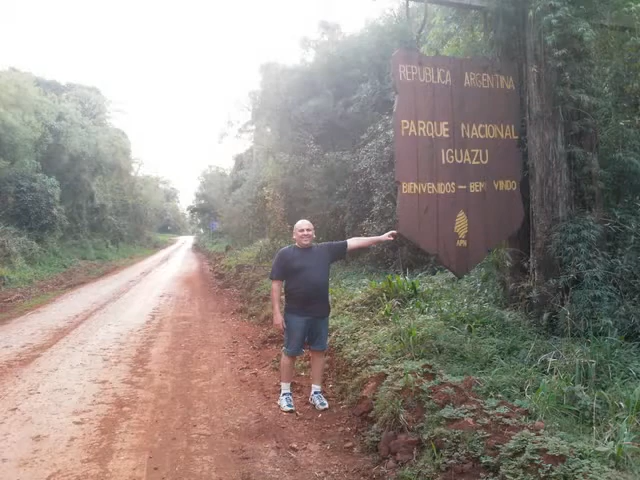 REPUBLICA ARGENTINA
PARQUE NACIONAL
IGUAZU
BIENVENIDOS - BEM VINDO
APN